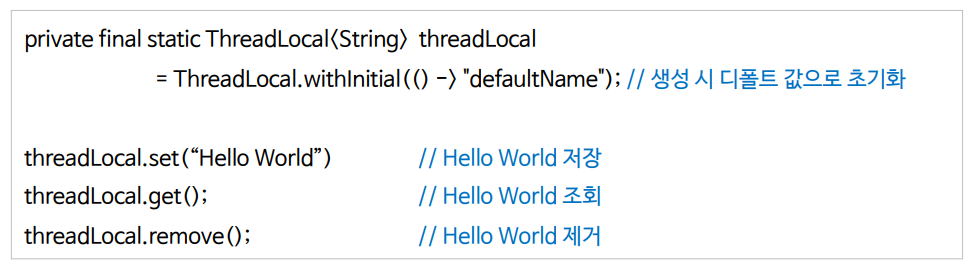 private final static ThreadLocal<String> threadLocal
= ThreadLocal.withInitial(() -> "defaultName"); // 생성 시 디폴트 값으로 초기화
threadLocal.set(“Hello World”) // Hello World 저장
threadLocal.get(); // Hello World 조회
threadLocal.remove(); // Hello World 제거